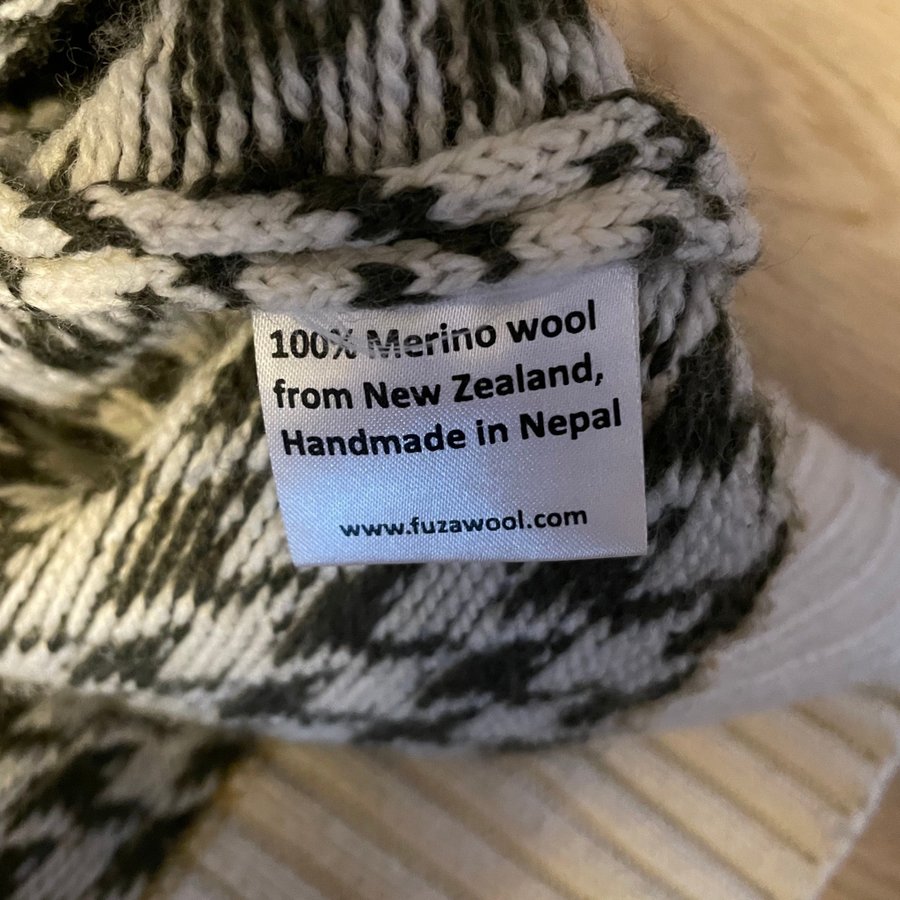 100% Merino wool
from New Zealand,
Handmade in Nepal
www.fuzawool.com